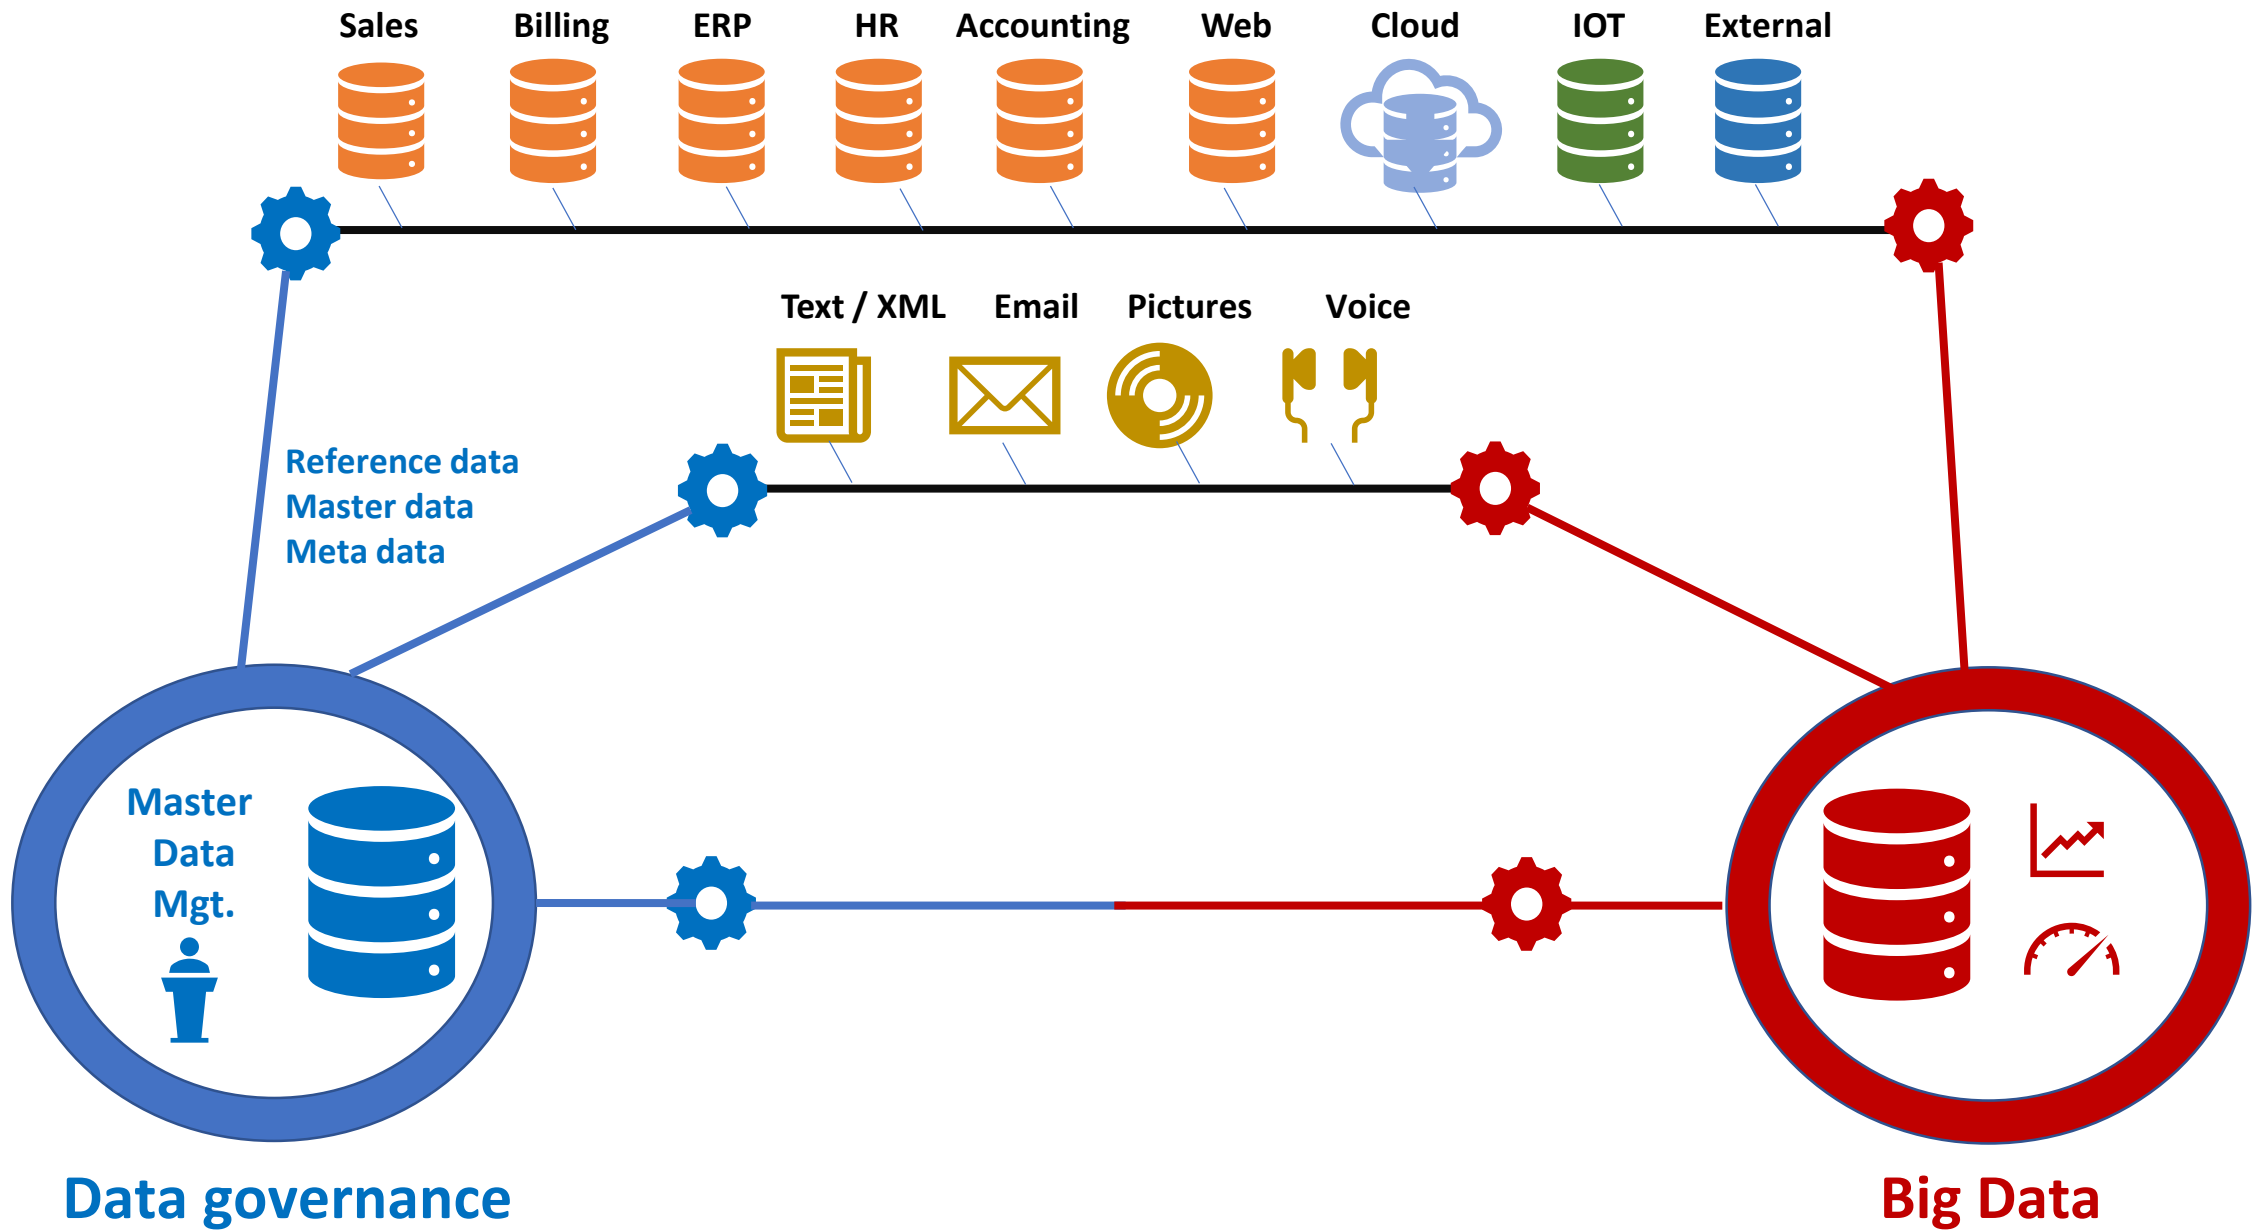 Sales Billing ERP HR Accounting Web Cloud IOT External
Text / XML Email Pictures Voice
Reference data
Master data
Meta data
Master
Data
Mgt.
Data governance
Big Data